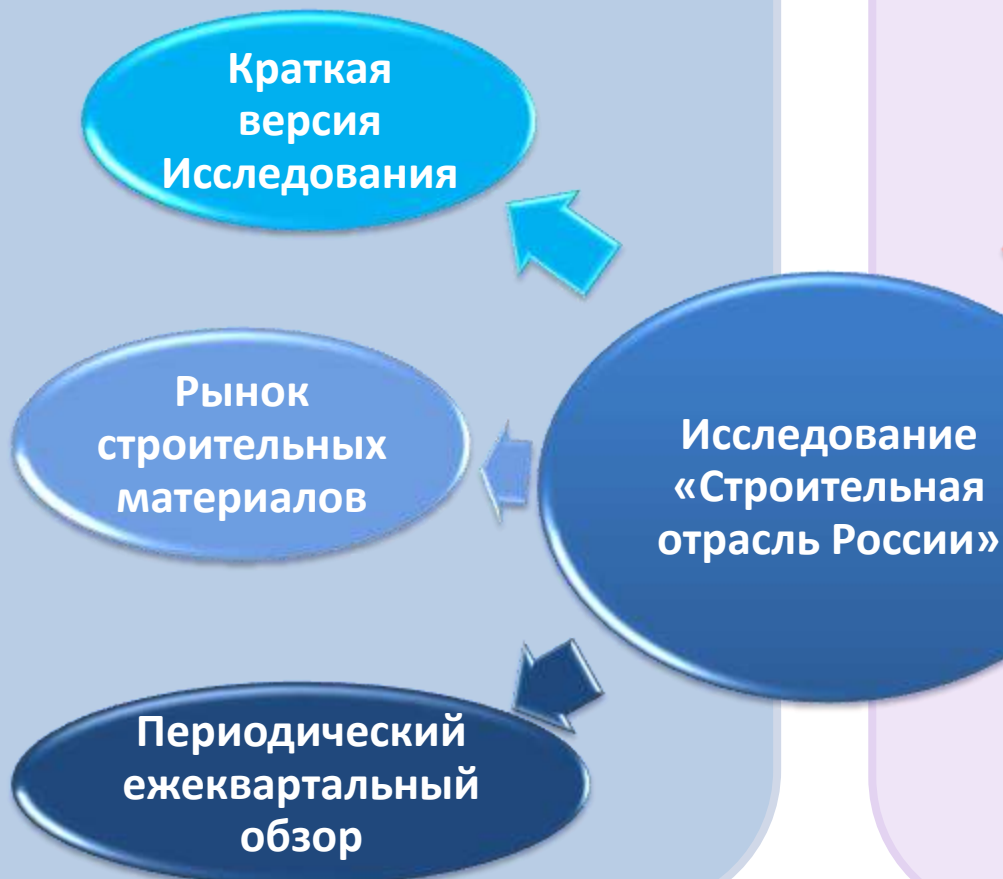 Краткая
версия
Исследования
Рынок
строительных
материалов
Исследование
«Строительная
отрасль России»
Периодический
ежеквартальный
обзор